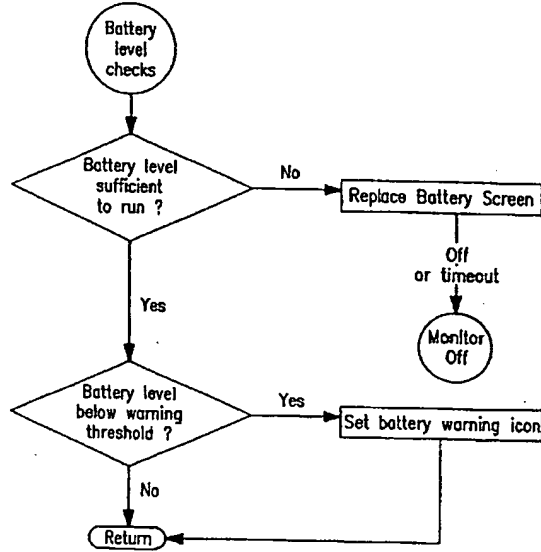 Battery
level
checks
Battery level
sufficient
to run ?
No
Replace Battery Screen
Off
or timeout
Monitor
Off
Yes
Battery level
below warning
threshold ?
Yes
Set battery warning icon
No
Return